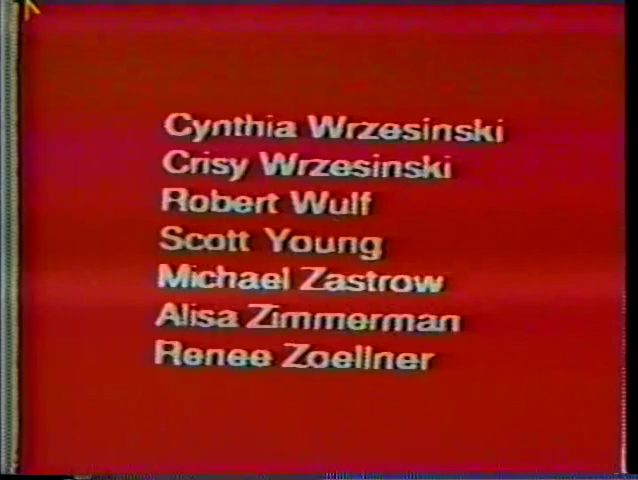 Cynthia Wrzesinski
Crisy Wrzesinski
Robert Wulf
Scott Young
Michael Zastrow
Alisa Zimmerman
Renee Zoellner